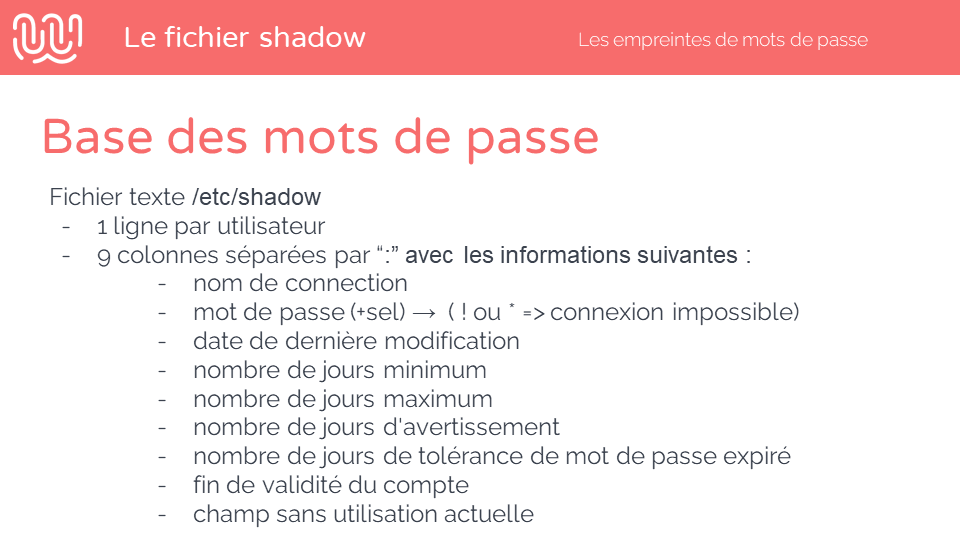 Le fichier shadow
Les empreintes de mots de passe
Base des mots de passe
Fichier texte /etc/shadow
- 1 ligne par utilisateur
- 9 colonnes séparées par “:” avec les informations suivantes :
- nom de connection
- mot de passe (+sel) → ( ! ou * => connexion impossible)
- date de dernière modification
- nombre de jours minimum
- nombre de jours maximum
- nombre de jours d'avertissement
- nombre de jours de tolérance de mot de passe expiré
- fin de validité du compte
- champ sans utilisation actuelle